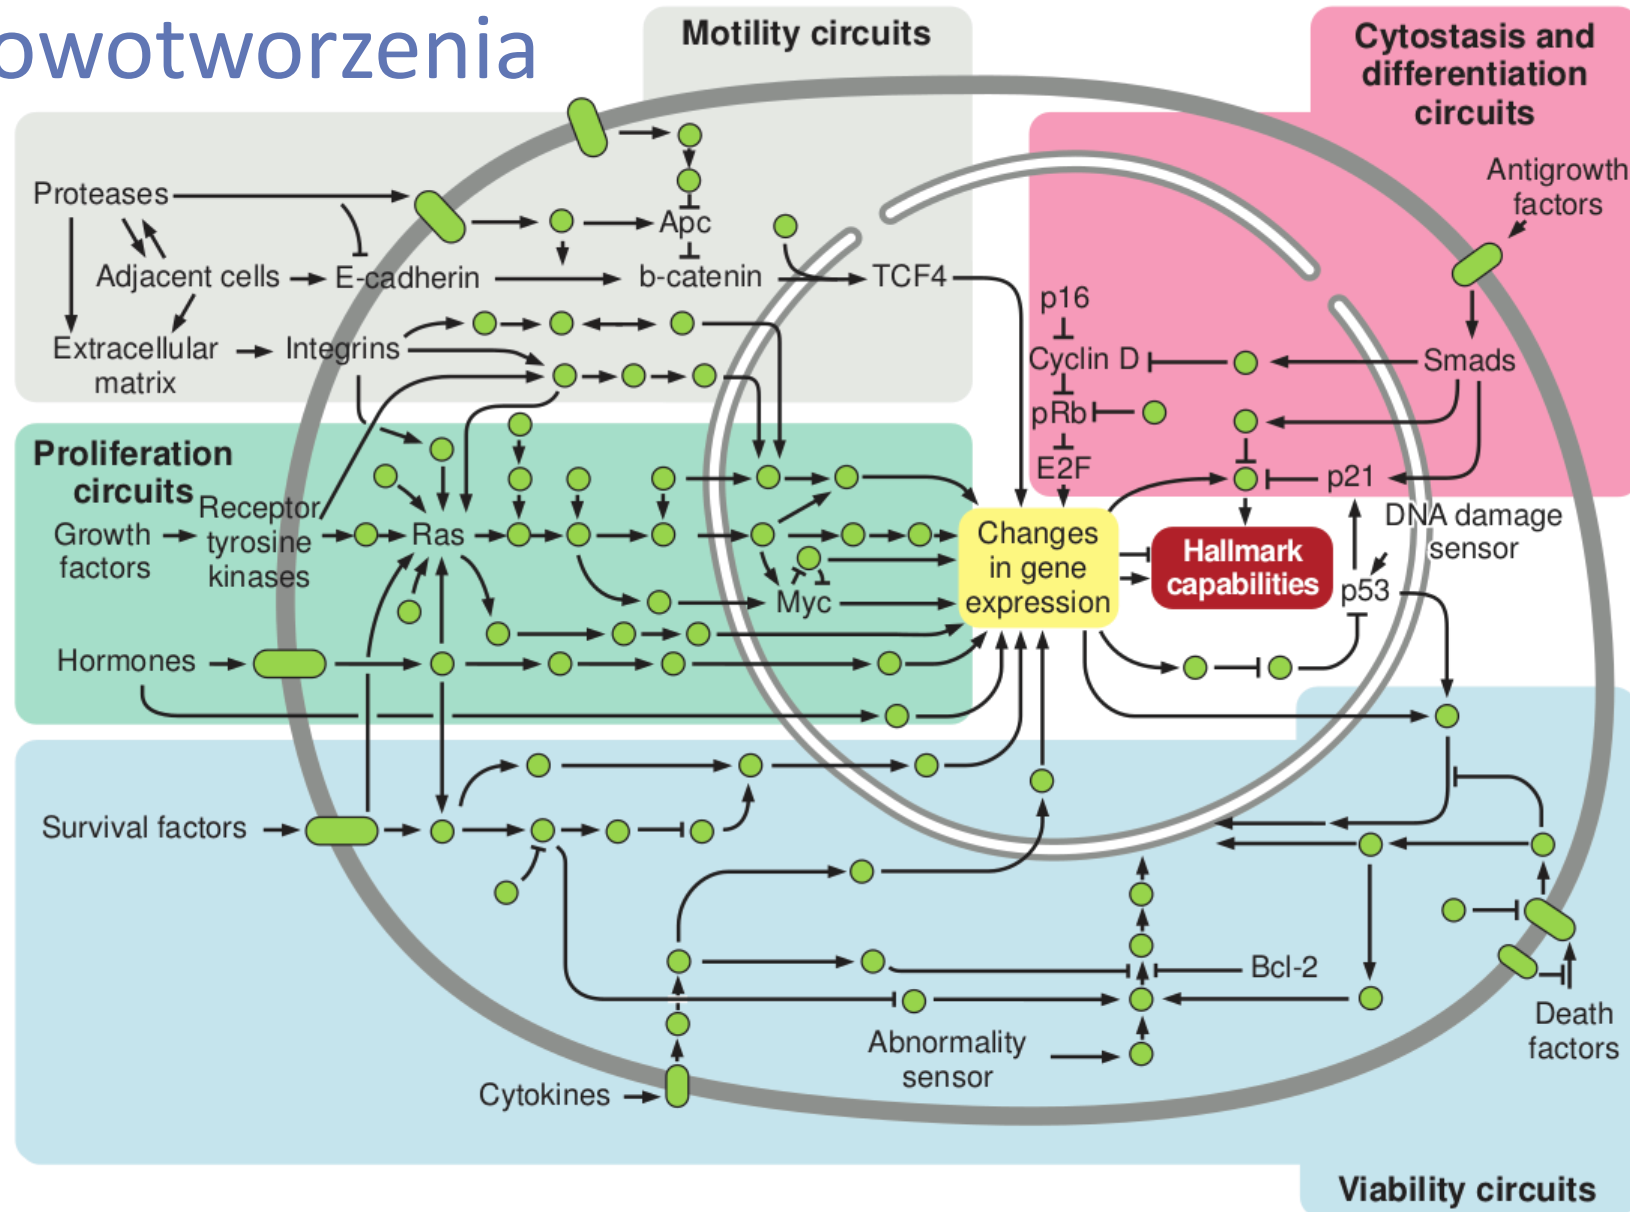 owotworzenia
Motility circuits
Cytostasis and
differentiation
circuits
Antigrowth
factors
Proteases
Apc
Adjacent cells
E-cadherin
b-catenin
TCF4
p16
Extracellular
matrix
Integrins
Cyclin D
Smads
pRb
Proliferation
circuits
E2F
p21
Receptor
tyrosine
kinases
Growth
factors
Ras
Changes
in gene
expression
Hallmark
capabilities
DNA damage
sensor
p53
Myc
Hormones
Survival factors
Bcl-2
Abnormality
sensor
Death
factors
Cytokines
Viability circuits